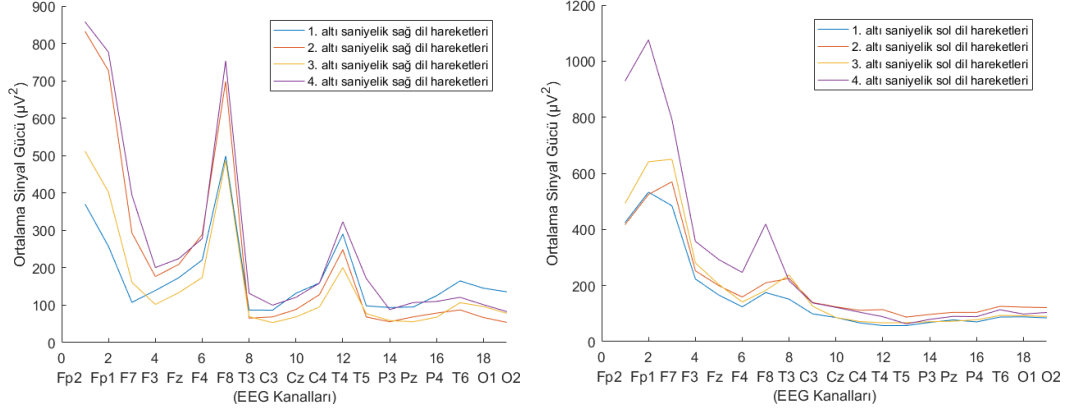 900
800
700
600
500
400
300
200
100
0
Ortalama Sinyal Gücü (µV²)
1. altı saniyelik sağ dil hareketleri
2. altı saniyelik sağ dil hareketleri
3. altı saniyelik sağ dil hareketleri
4. altı saniyelik sağ dil hareketleri
0 2 4 6 8 10 12 14 16 18
Fp2 Fp1 F7 F3 Fz F4 F8 T3 C3 Cz C4 T4 T5 P3 Pz P4 T6 O1 O2
(EEG Kanalları)
1200
1000
800
600
400
200
0
Ortalama Sinyal Gücü (µV²)
1. altı saniyelik sol dil hareketleri
2. altı saniyelik sol dil hareketleri
3. altı saniyelik sol dil hareketleri
4. altı saniyelik sol dil hareketleri
0 2 4 6 8 10 12 14 16 18
Fp2 Fp1 F7 F3 Fz F4 F8 T3 C3 Cz C4 T4 T5 P3 Pz P4 T6 O1 O2
(EEG Kanalları)